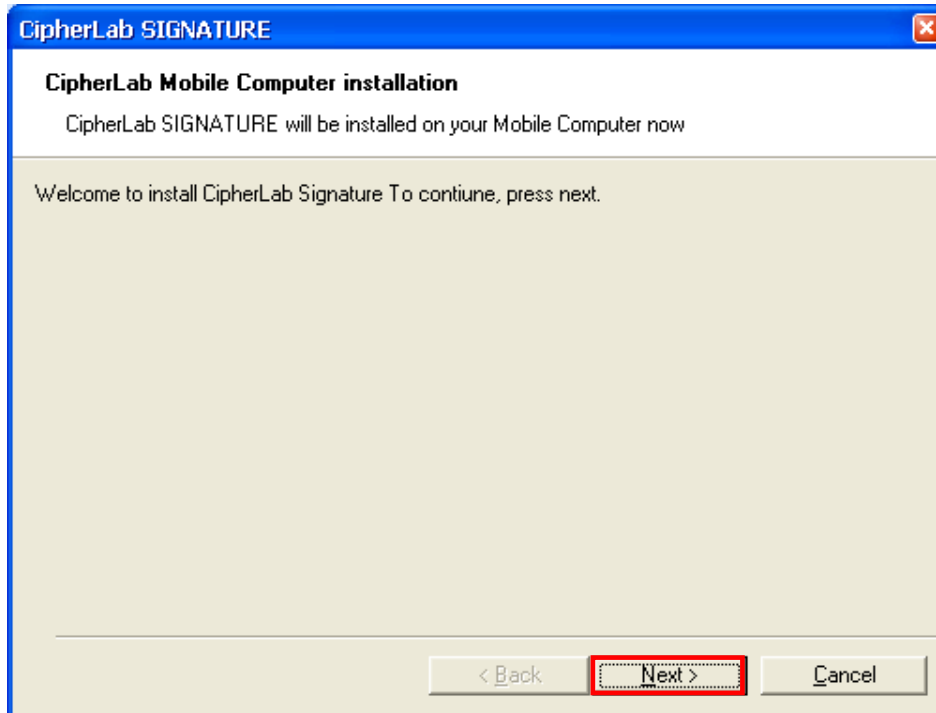 CipherLab SIGNATURE
CipherLab Mobile Computer installation
CipherLab SIGNATURE will be installed on your Mobile Computer now
Welcome to install CipherLab Signature To contiune, press next.
< Back Next > Cancel